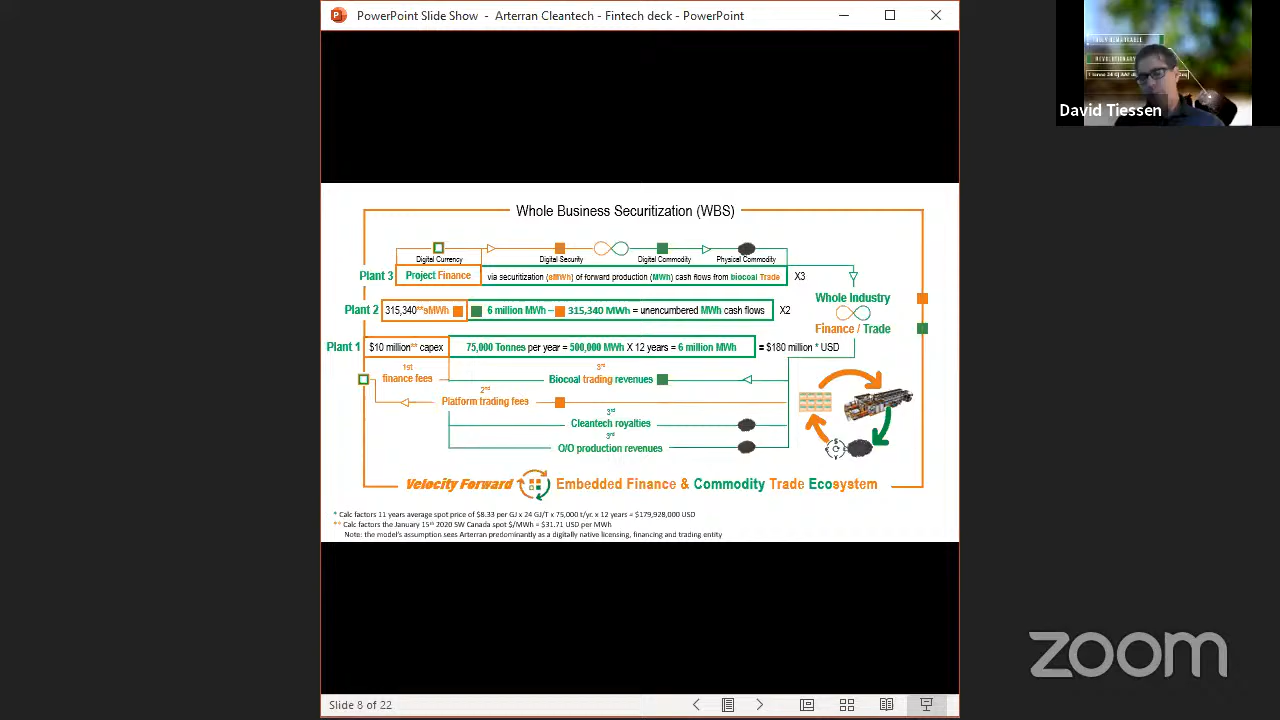 PowerPoint Slide Show - Arterran Cleantech - Fintech deck - PowerPoint
David Tiessen
Whole Business Securitization (WBS)
Digital Currency
Digital Security
Digital Commodity
Physical Commodity
Plant 3
Project Finance
via securitization (sMWh) of forward production (MWh) cash flows from biocoal Trade
X3
Plant 2
315,340**sMWh
6 million MWh –
315,340 MWh = unencumbered MWh cash flows
X2
Whole Industry
Finance / Trade
Plant 1
$10 million** capex
75,000 Tonnes per year = 500,000 MWh X 12 years = 6 million MWh
= $180 million * USD
1st
finance fees
3rd
Biocoal trading revenues
2nd
Platform trading fees
3rd
Cleantech royalties
3rd
O/O production revenues
Velocity Forward
Embedded Finance & Commodity Trade Ecosystem
* Calc factors 11 years average spot price of $8.33 per GJ x 24 GJ/T x 75,000 t/yr. x 12 years = $179,928,000 USD
** Calc factors the January 15th 2020 SW Canada spot $/MWh = $31.71 USD per MWh
Note: the model's assumption sees Arterran predominantly as a digitally native licensing, financing and trading entity
zoom
Slide 8 of 22